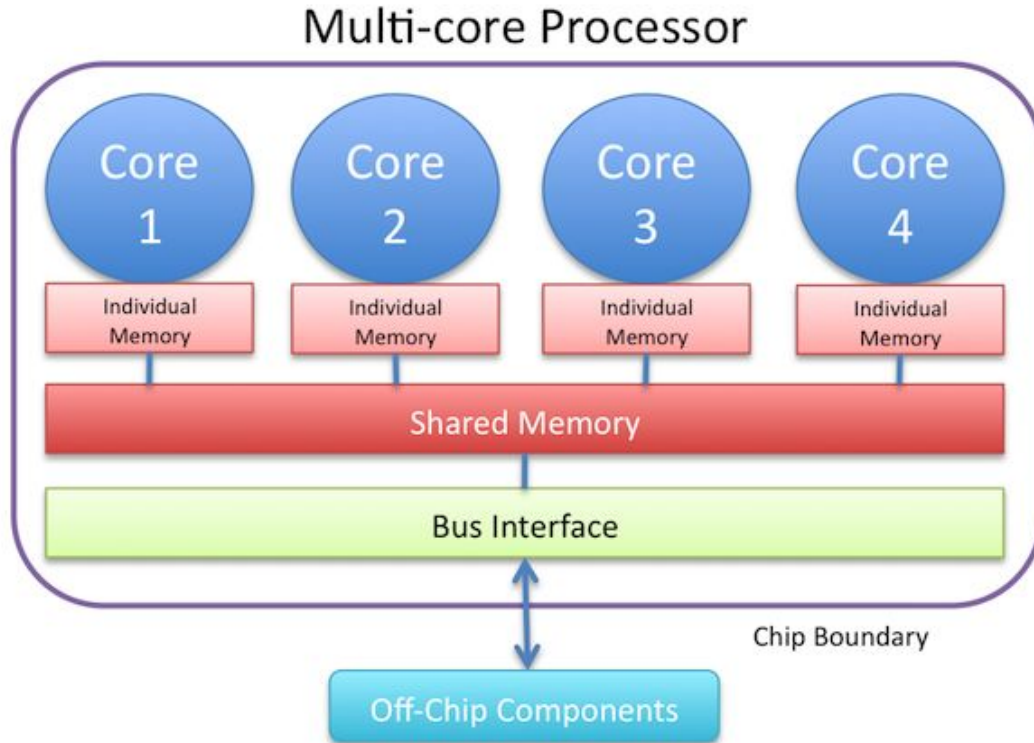 Multi-core Processor
Core
1
Core
2
Core
3
Core
4
Individual
Memory
Individual
Memory
Individual
Memory
Individual
Memory
Shared Memory
Bus Interface
Chip Boundary
Off-Chip Components